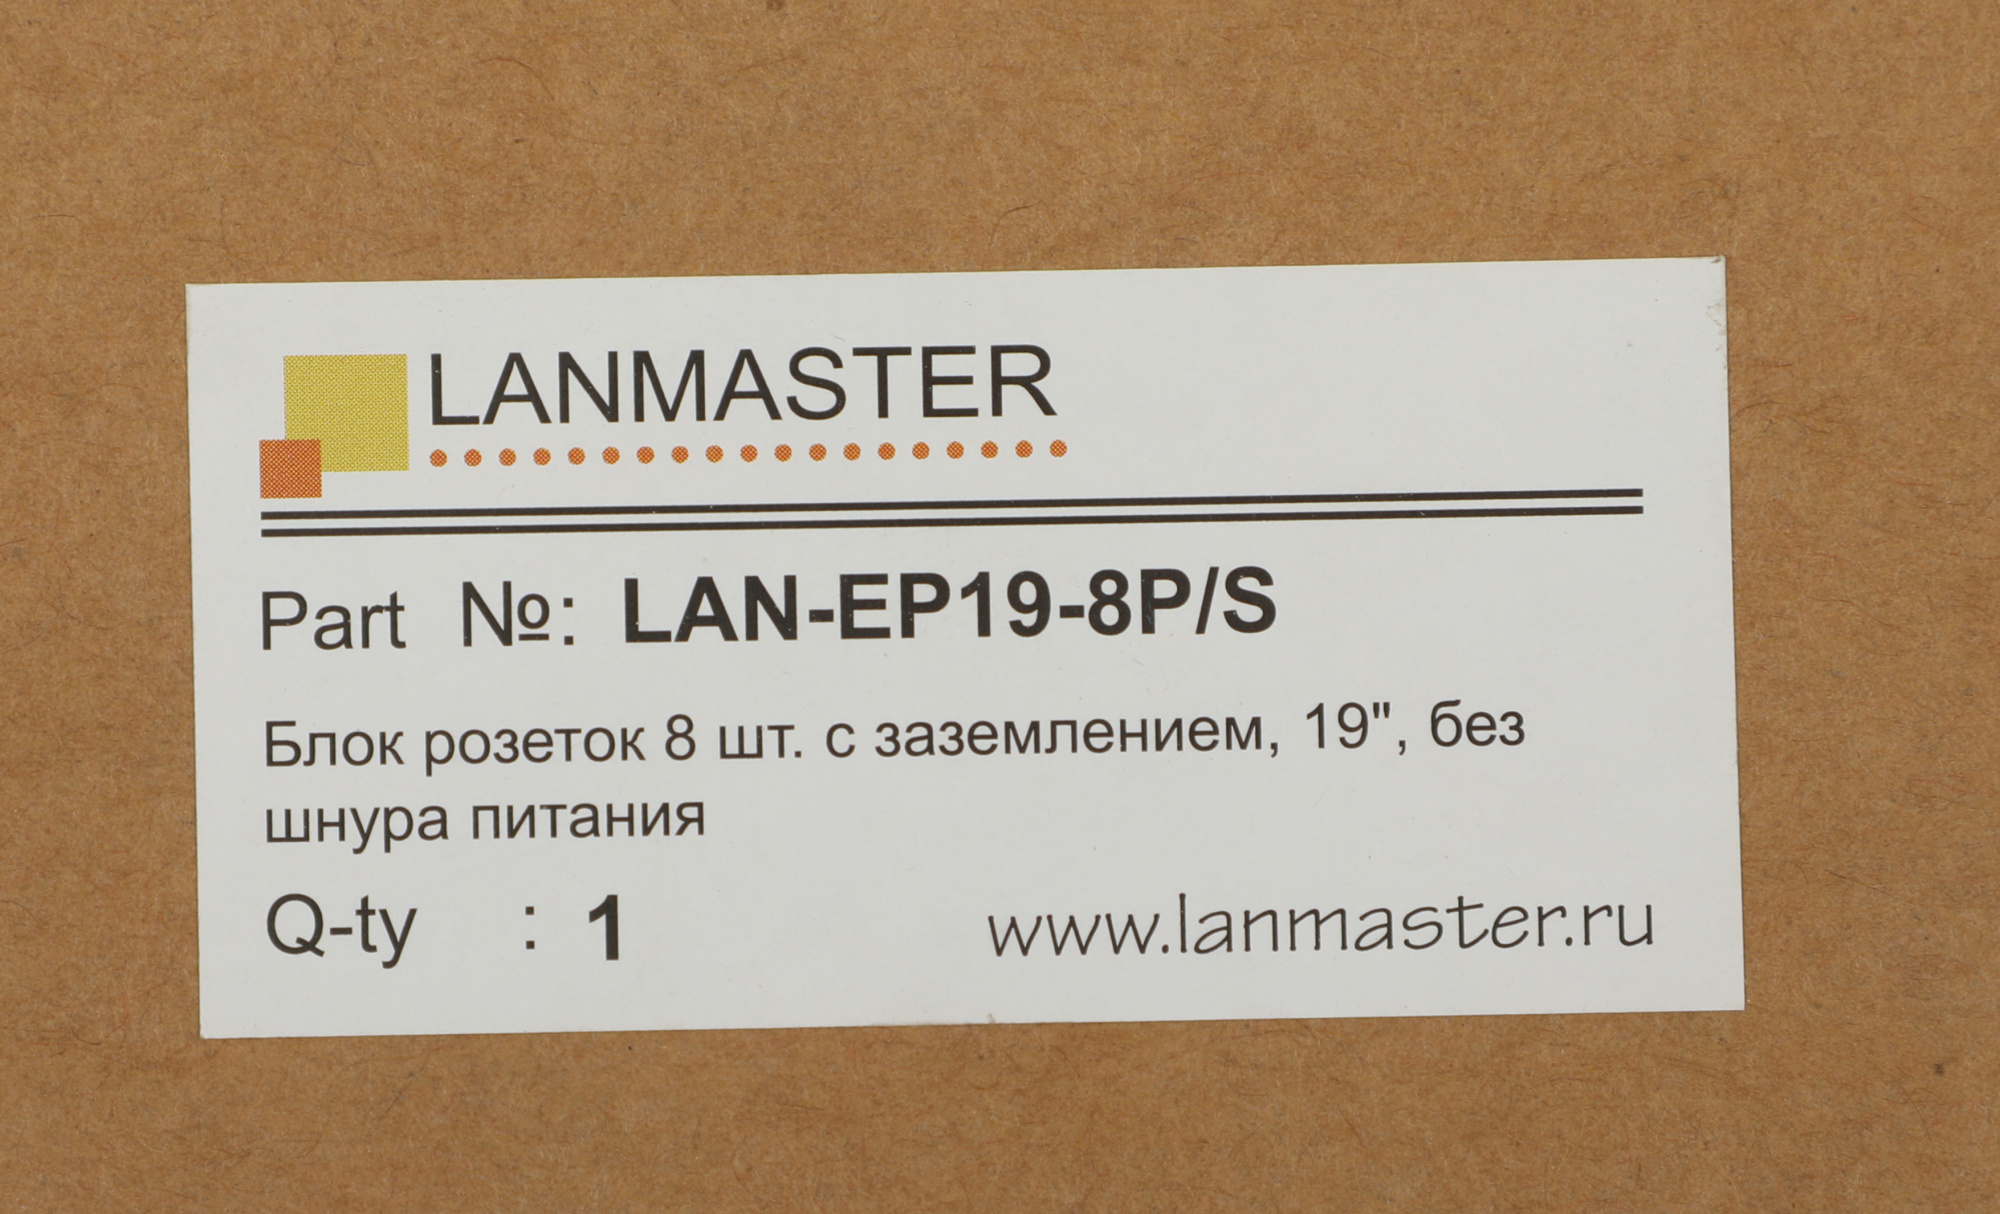 LANMASTER
Part №: LAN-EP19-8P/S
Блок розеток 8 шт. с заземлением, 19", без
шнура питания
Q-ty : 1
www.lanmaster.ru